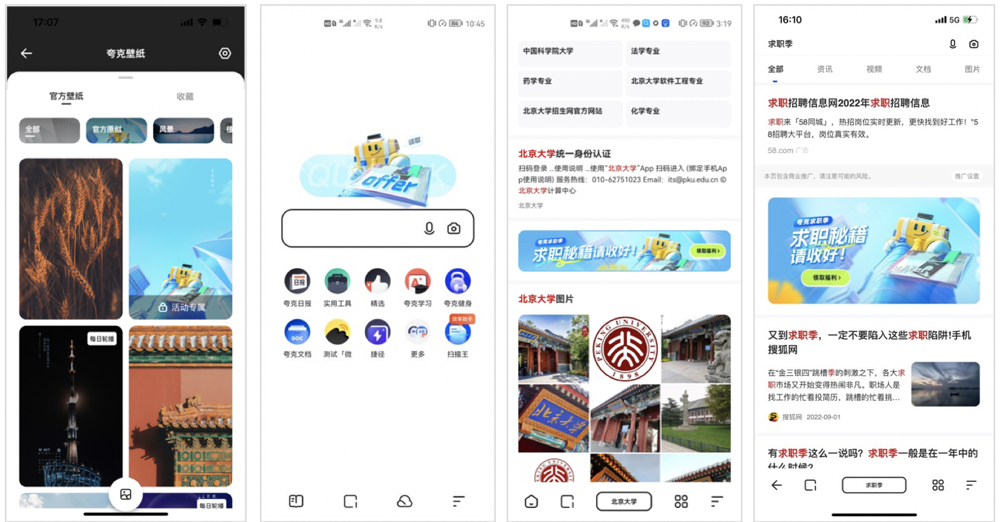 17:07
夸克壁纸
官方壁纸
收藏
全部
官方原创
风景
植
活动专属
每日轮播
每日轮播
9.8
K/s
84
10:45
领取
QU
K
offer
日报
A+
夸克日报
实用工具
精选
夸克学习
夸克健身
效率助手
DOC
夸克文档
测试「微
捷径
更多
扫描王
490
K/s
92
3:19
中国科学院大学
法学专业
药学专业
北京大学软件工程专业
北京大学招生网官方网站
化学专业
北京大学统一身份认证
扫码登录 ...使用说明 ...使用"北京大学"App 扫码进入 (绑定手机Ap
p使用说明) 服务热线：010-62751023 Email：its@pku.edu.cn ©
北京大学计算中心
北京大学
夸克求职季
求职秘籍请收好!
领取福利›
北京大学图片
PEKING UNIVERSITY
1898
北京大学
16:10
5G
求职季
全部
资讯
视频
文档
图片
求职招聘信息网2022年求职招聘信息
求职来「58同城」，热招岗位实时更新，更快找到好工作！"5
8招聘大平台，岗位真实有效。
58.com 广告
本页包含商业推广，请注意可能的风险。
推广设置
夸克求职季
求职秘籍
请收好!
领取福利›
offer
又到求职季，一定不要陷入这些求职陷阱!手机
搜狐网
在“金三银四”跳槽季的刺激之下，各大求
职市场又开始变得热闹非凡。职场人是
找工作的忙着投简历，跳槽的忙着挑...
搜狐网 2022-09-01
有求职季这么一说吗？求职季一般是在一年中的
什么时候?
求职季